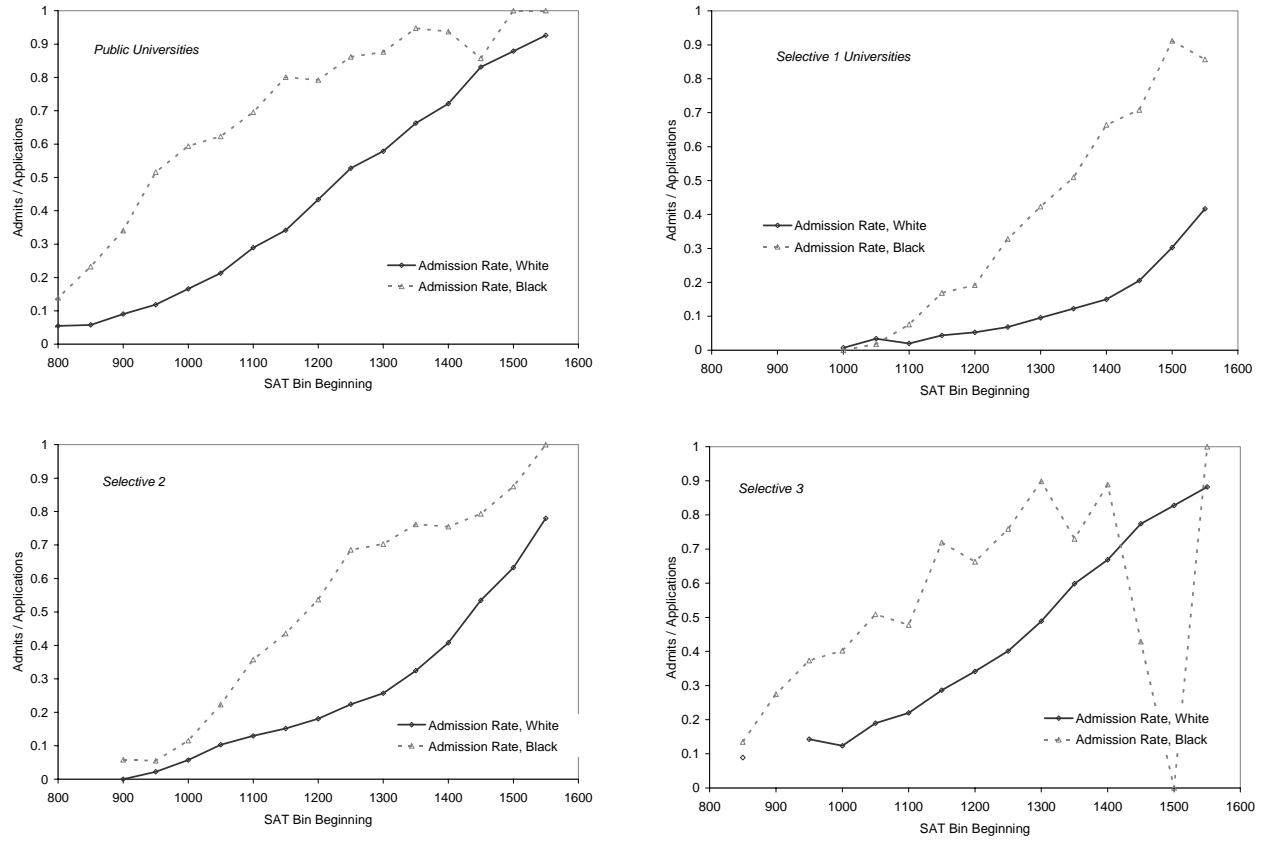 1
0.9
0.8
0.7
0.6
0.5
0.4
0.3
0.2
0.1
0
Admits / Applications
Public Universities
Admission Rate, White
Admission Rate, Black
800 900 1000 1100 1200 1300 1400 1500 1600
SAT Bin Beginning
1
0.9
0.8
0.7
0.6
0.5
0.4
0.3
0.2
0.1
0
Admits / Applications
Selective 1 Universities
Admission Rate, White
Admission Rate, Black
800 900 1000 1100 1200 1300 1400 1500 1600
SAT Bin Beginning
1
0.9
0.8
0.7
0.6
0.5
0.4
0.3
0.2
0.1
0
Admits / Applications
Selective 2
Admission Rate, White
Admission Rate, Black
800 900 1000 1100 1200 1300 1400 1500 1600
SAT Bin Beginning
1
0.9
0.8
0.7
0.6
0.5
0.4
0.3
0.2
0.1
0
Admits / Applications
Selective 3
Admission Rate, White
Admission Rate, Black
800 900 1000 1100 1200 1300 1400 1500 1600
SAT Bin Beginning